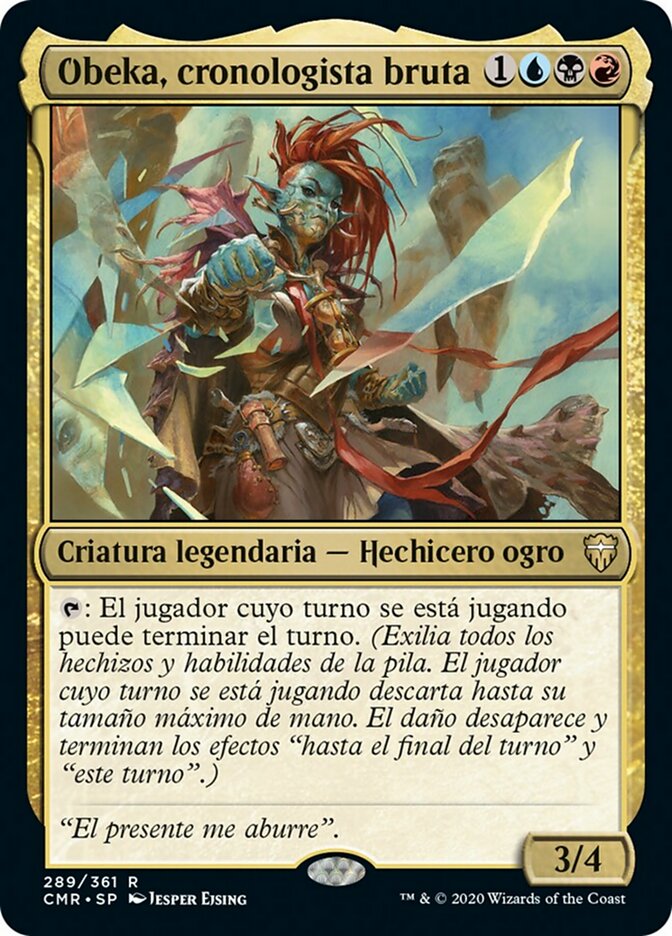 Obeka, cronologista bruta 1
Criatura legendaria — Hechicero ogro
: El jugador cuyo turno se está jugando
puede terminar el turno. (Exilia todos los
hechizos y habilidades de la pila. El jugador
cuyo turno se está jugando descarta hasta su
tamaño máximo de mano. El daño desaparece y
terminan los efectos “hasta el final del turno” y
“este turno”.)
“El presente me aburre”.
3/4
289/361 R
CMR • SP Jesper Ejsing
™ & © 2020 Wizards of the Coast